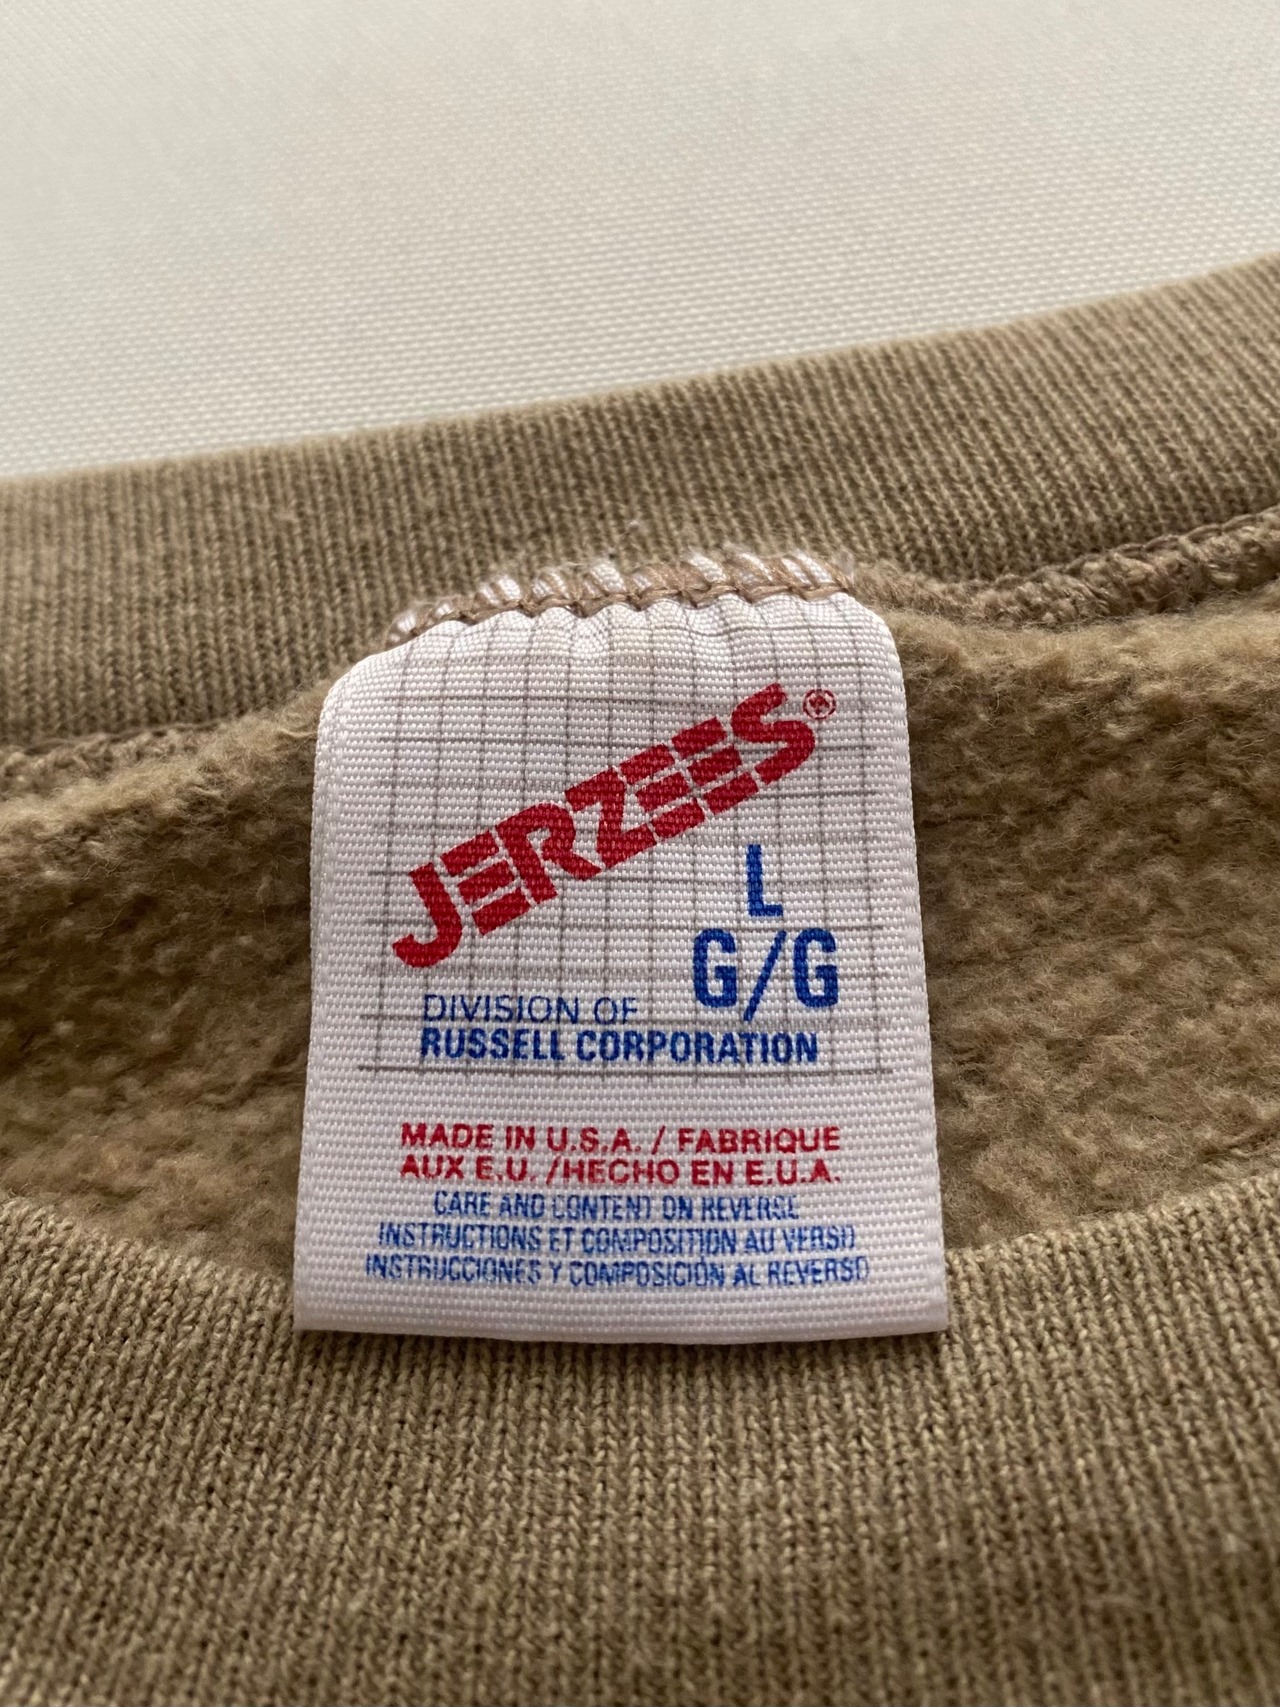 JERZEES®
L
G/G
DIVISION OF
RUSSELL CORPORATION
MADE IN U.S.A. / FABRIQUE
AUX E.U. /HECHO EN E.U.A.
CARE AND CONTENT ON REVERSE
INSTRUCTIONS ET COMPOSITION AU VERSO
INSTRUCCIONES Y COMPOSICIÓN AL REVERSO